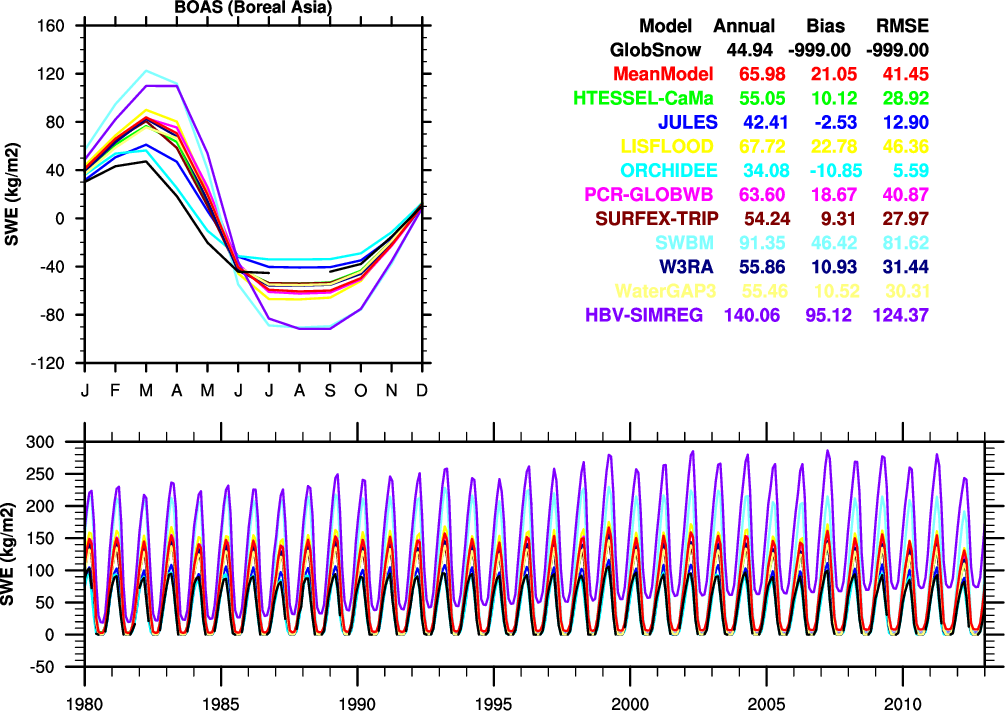 BOAS (Boreal Asia)
160
120
80
40
0
-40
-80
-120
SWE (kg/m2)
J F M A M J J A S O N D
Model Annual Bias RMSE
GlobSnow 44.94 -999.00 -999.00
MeanModel 65.98 21.05 41.45
HTESSEL-CaMa 55.05 10.12 28.92
JULES 42.41 -2.53 12.90
LISFLOOD 67.72 22.78 46.36
ORCHIDEE 34.08 -10.85 5.59
PCR-GLOBWB 63.60 18.67 40.87
SURFEX-TRIP 54.24 9.31 27.97
SWBM 91.35 46.42 81.62
W3RA 55.86 10.93 31.44
WaterGAP3 55.46 10.52 30.31
HBV-SIMREG 140.06 95.12 124.37
300
250
200
150
100
50
0
-50
SWE (kg/m2)
1980 1985 1990 1995 2000 2005 2010